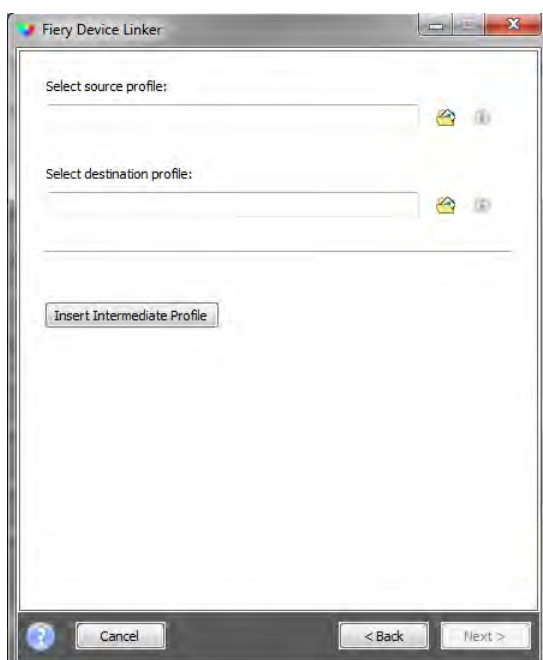 Fiery Device Linker
Select source profile:
Select destination profile:
Insert Intermediate Profile
Cancel
< Back
Next >